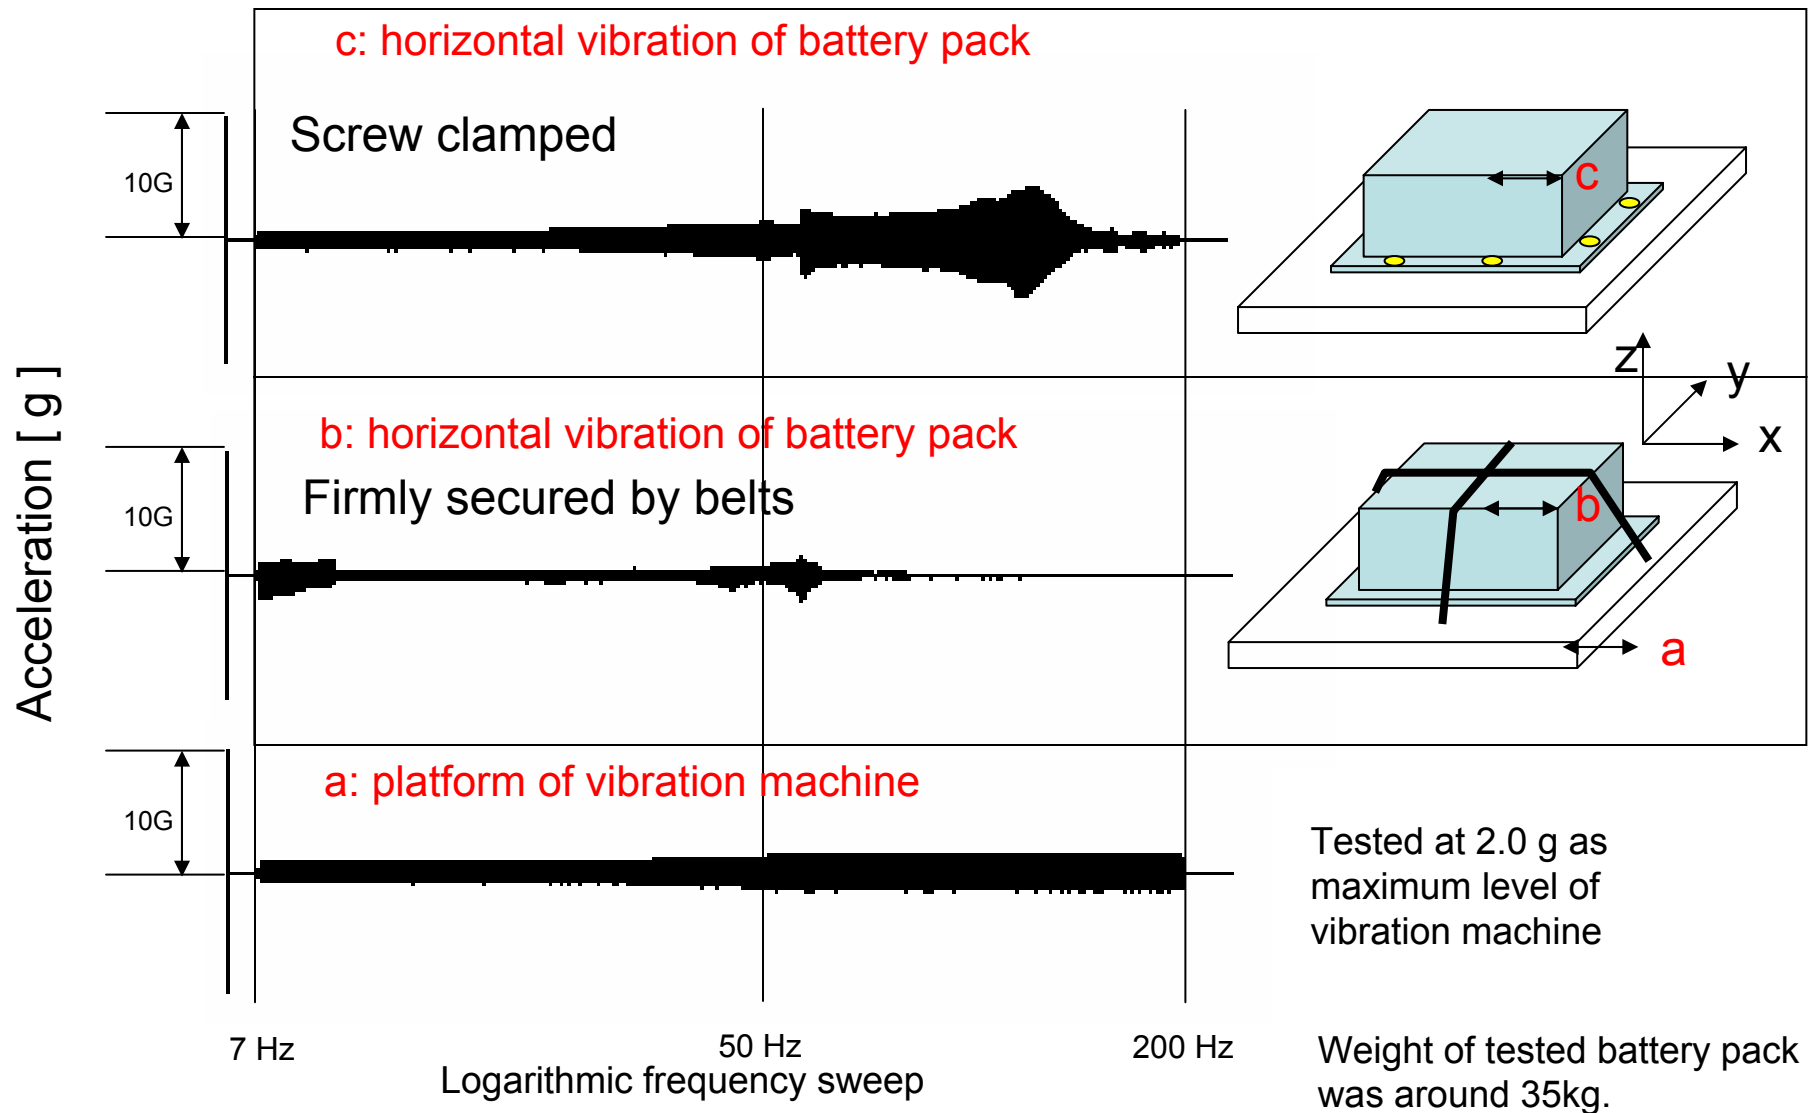 c: horizontal vibration of battery pack
Screw clamped
10G
c
z
y
x
Acceleration [ g ]
b: horizontal vibration of battery pack
Firmly secured by belts
10G
b
a
a: platform of vibration machine
10G
Tested at 2.0 g as
maximum level of
vibration machine
7 Hz
50 Hz
200 Hz
Logarithmic frequency sweep
Weight of tested battery pack
was around 35kg.